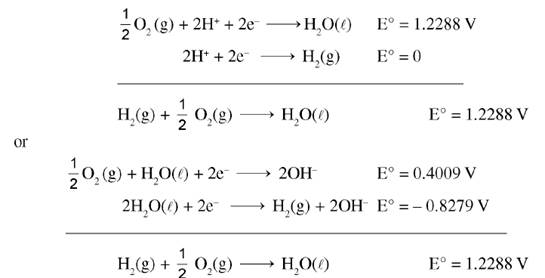 1/2 O₂(g) + 2H⁺ + 2e⁻ ⟶ H₂O(ℓ) E° = 1.2288 V
2H⁺ + 2e⁻ ⟶ H₂(g) E° = 0
H₂(g) + 1/2 O₂(g) ⟶ H₂O(ℓ) E° = 1.2288 V
or
1/2 O₂(g) + H₂O(ℓ) + 2e⁻ ⟶ 2OH⁻ E° = 0.4009 V
2H₂O(ℓ) + 2e⁻ ⟶ H₂(g) + 2OH⁻ E° = – 0.8279 V
H₂(g) + 1/2 O₂(g) ⟶ H₂O(ℓ) E° = 1.2288 V